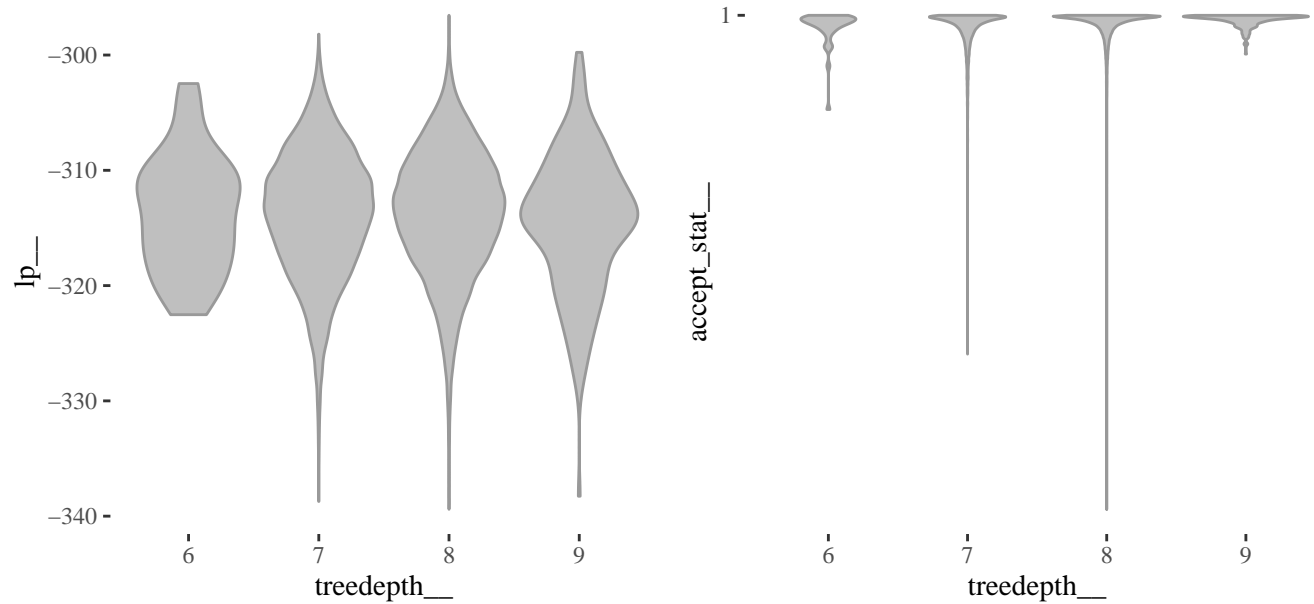 −300
−310
−320
−330
−340
lp__
6 7 8 9
treedepth__
1
accept_stat__
6 7 8 9
treedepth__